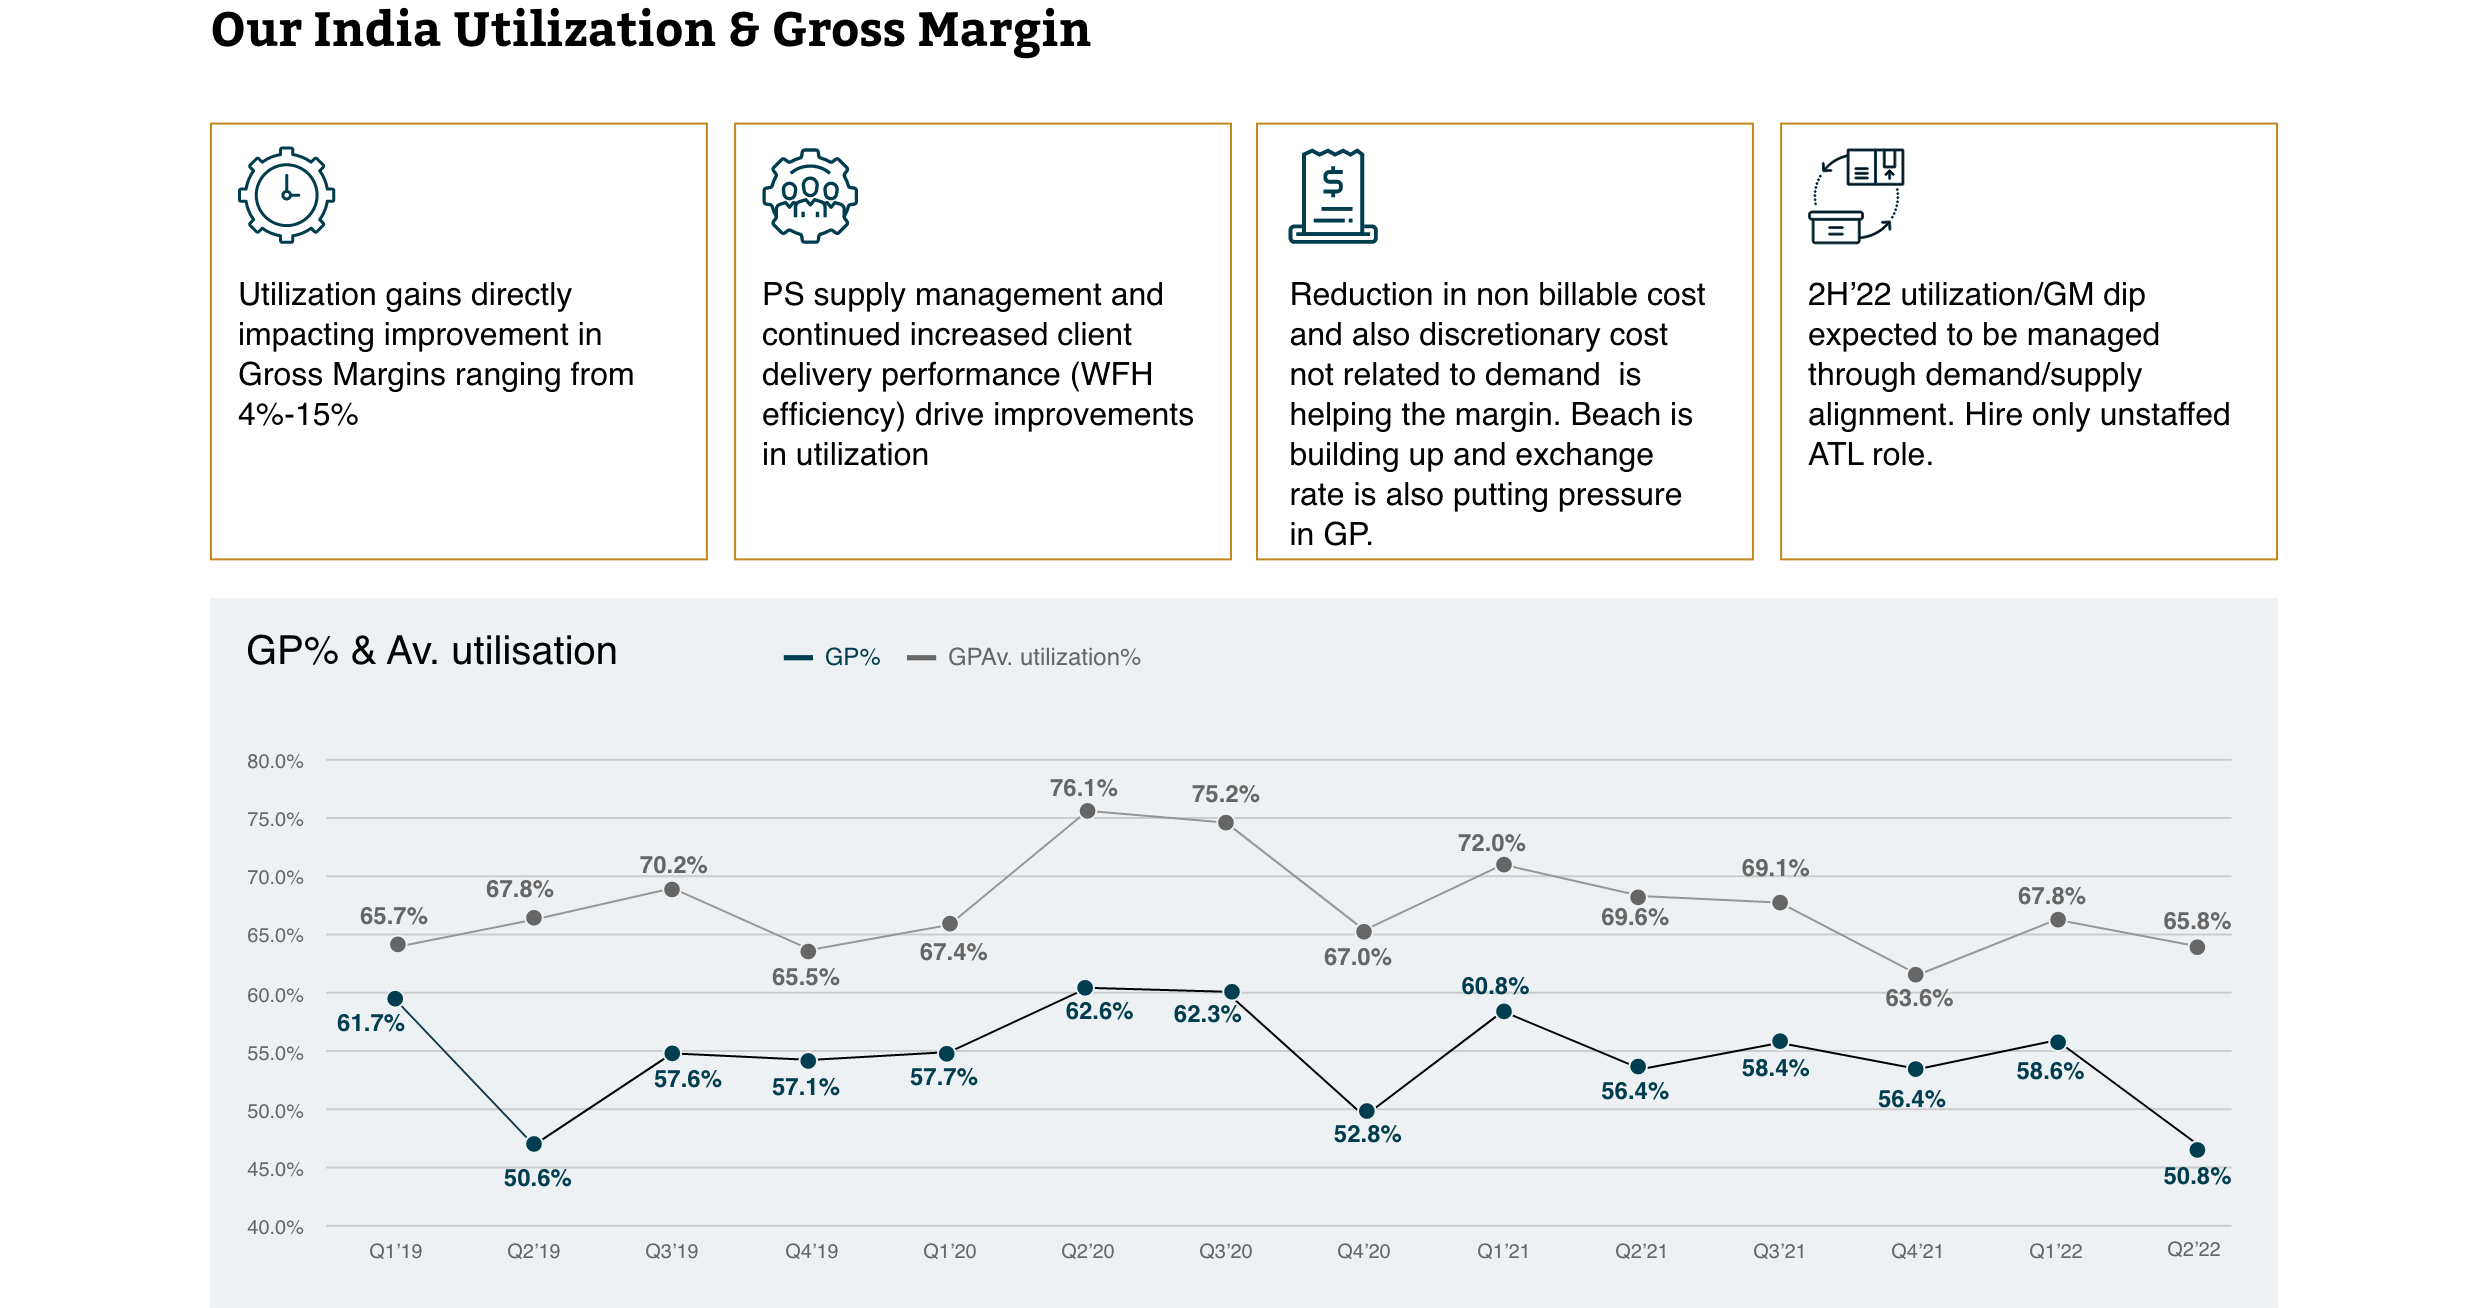 Our India Utilization & Gross Margin
Utilization gains directly
impacting improvement in
Gross Margins ranging from
4%-15%
PS supply management and
continued increased client
delivery performance (WFH
efficiency) drive improvements
in utilization
Reduction in non billable cost
and also discretionary cost
not related to demand  is
helping the margin. Beach is
building up and exchange
rate is also putting pressure
in GP.
2H’22 utilization/GM dip
expected to be managed
through demand/supply
alignment. Hire only unstaffed
ATL role.
GP% & Av. utilisation
GP%
GPAv. utilization%
80.0%
75.0%
70.0%
65.0%
60.0%
55.0%
50.0%
45.0%
40.0%
65.7%
67.8%
70.2%
65.5%
67.4%
76.1%
75.2%
67.0%
72.0%
69.6%
69.1%
63.6%
67.8%
65.8%
61.7%
50.6%
57.6%
57.1%
57.7%
62.6%
62.3%
52.8%
60.8%
56.4%
58.4%
56.4%
58.6%
50.8%
Q1’19
Q2’19
Q3’19
Q4’19
Q1’20
Q2’20
Q3’20
Q4’20
Q1’21
Q2’21
Q3’21
Q4’21
Q1’22
Q2’22